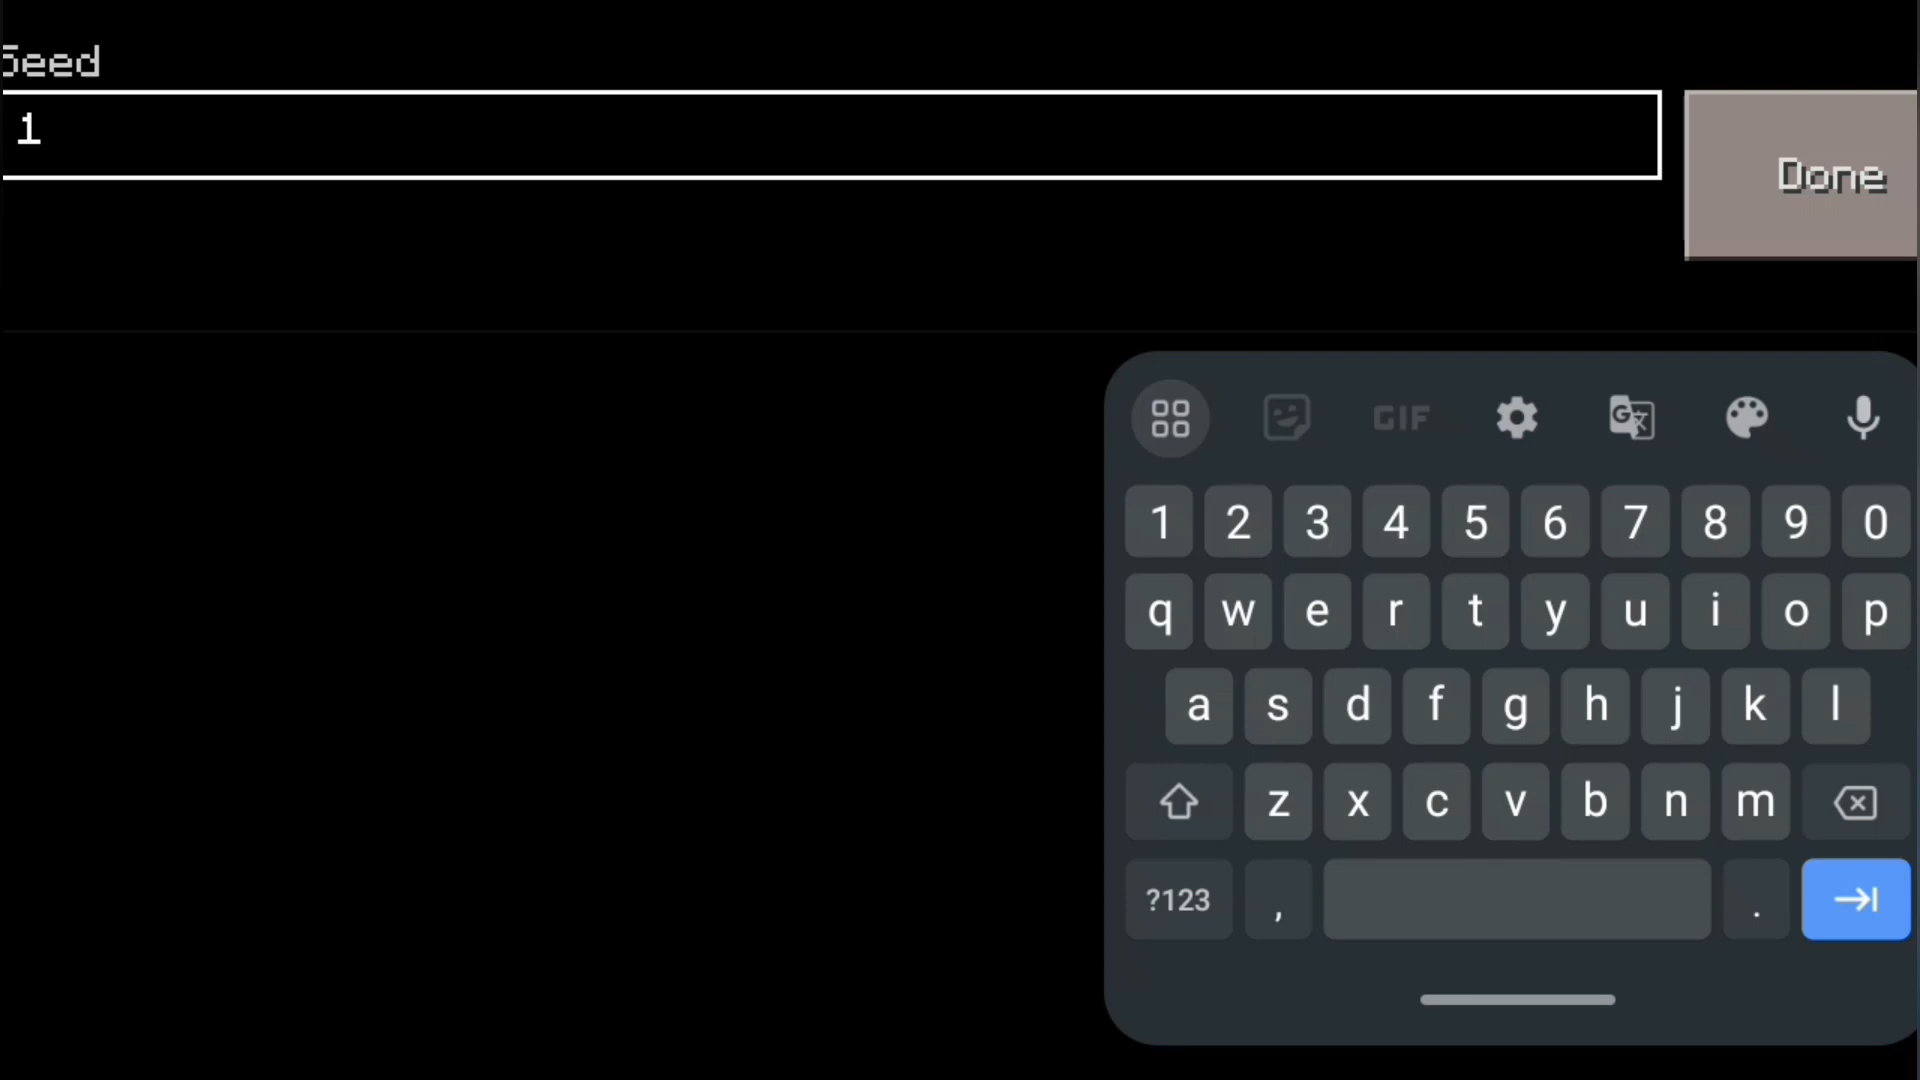 Seed
1
Done
GIF
1 2 3 4 5 6 7 8 9 0
q w e r t y u i o p
a s d f g h j k l
z x c v b n m
?123 , .